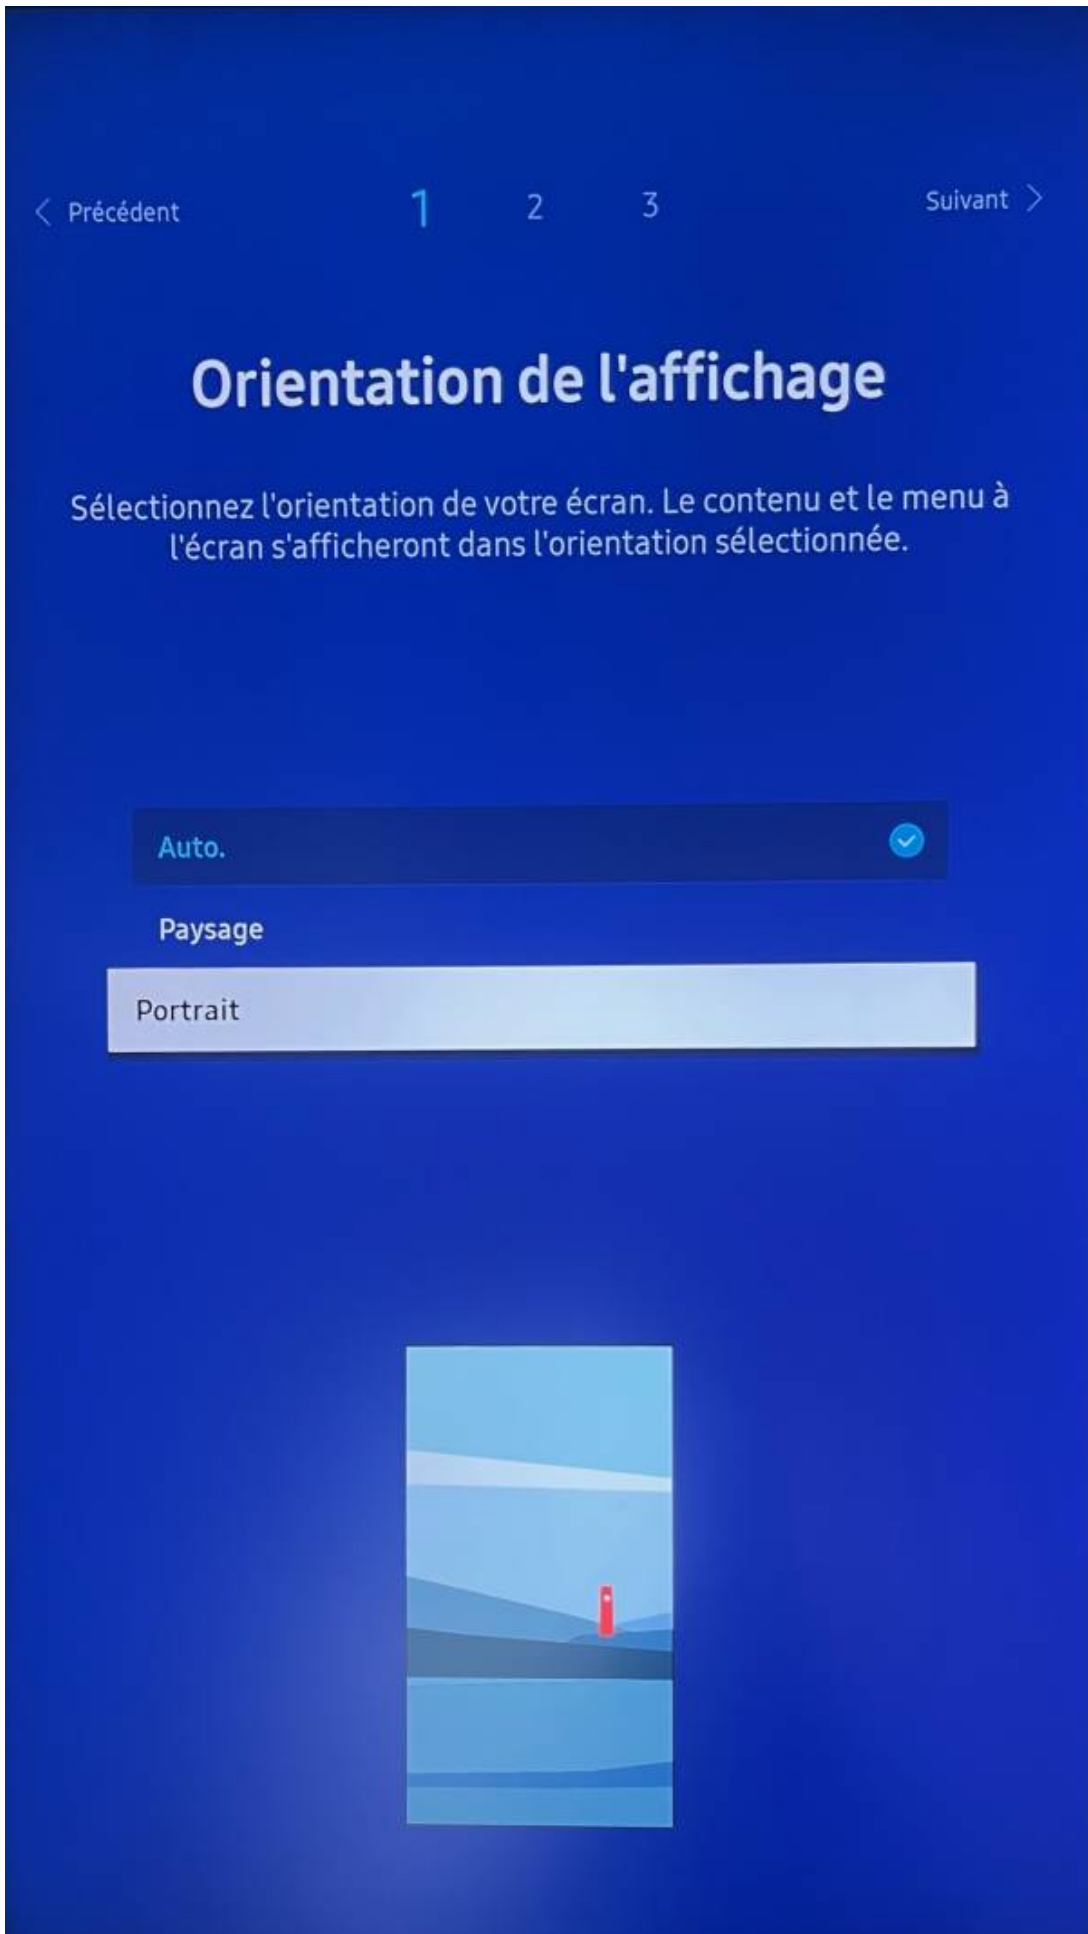 Précédent 1 2 3 Suivant
Orientation de l'affichage
Sélectionnez l'orientation de votre écran. Le contenu et le menu à
l'écran s'afficheront dans l'orientation sélectionnée.
Auto.
Paysage
Portrait